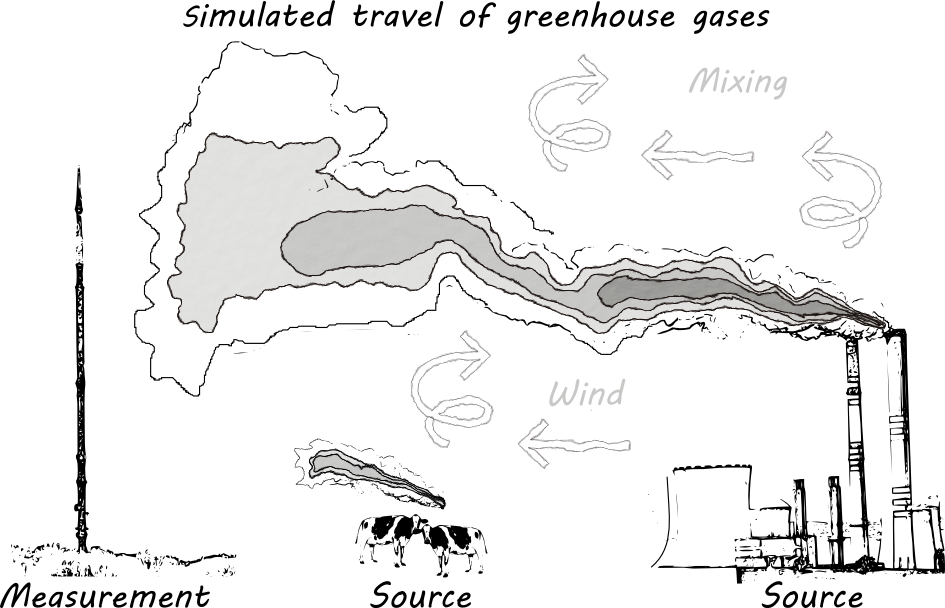 Simulated travel of greenhouse gases
Mixing
Wind
Measurement
Source
Source